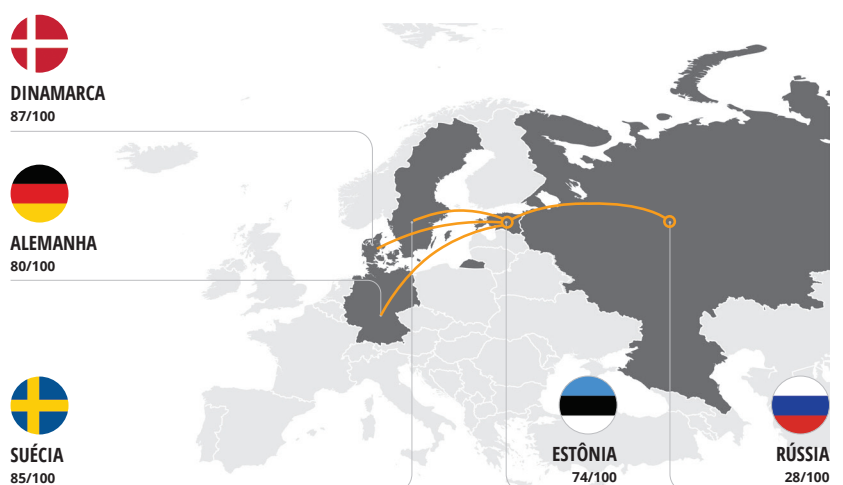 DINAMARCA
87/100
ALEMANHA
80/100
SUÉCIA
85/100
ESTÔNIA
74/100
RÚSSIA
28/100